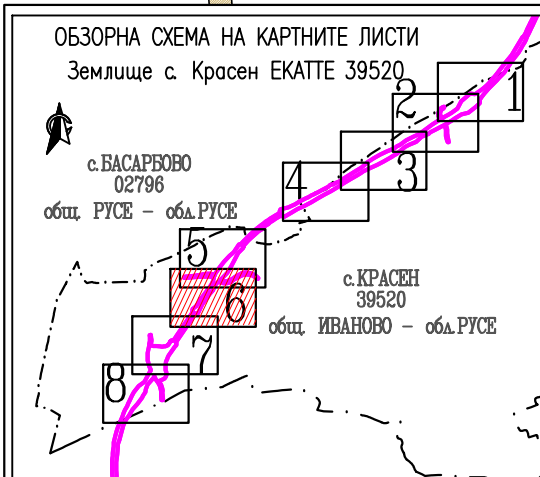 ОБЗОРНА СХЕМА НА КАРТНИТЕ ЛИСТИ
Землище с. Красен ЕКАТТЕ 39520
1
2
3
4
с.БАСАРБОВО
02796
общ. РУСЕ – обл.РУСЕ
5
6
с.КРАСЕН
39520
общ. ИВАНОВО – обл.РУСЕ
7
8